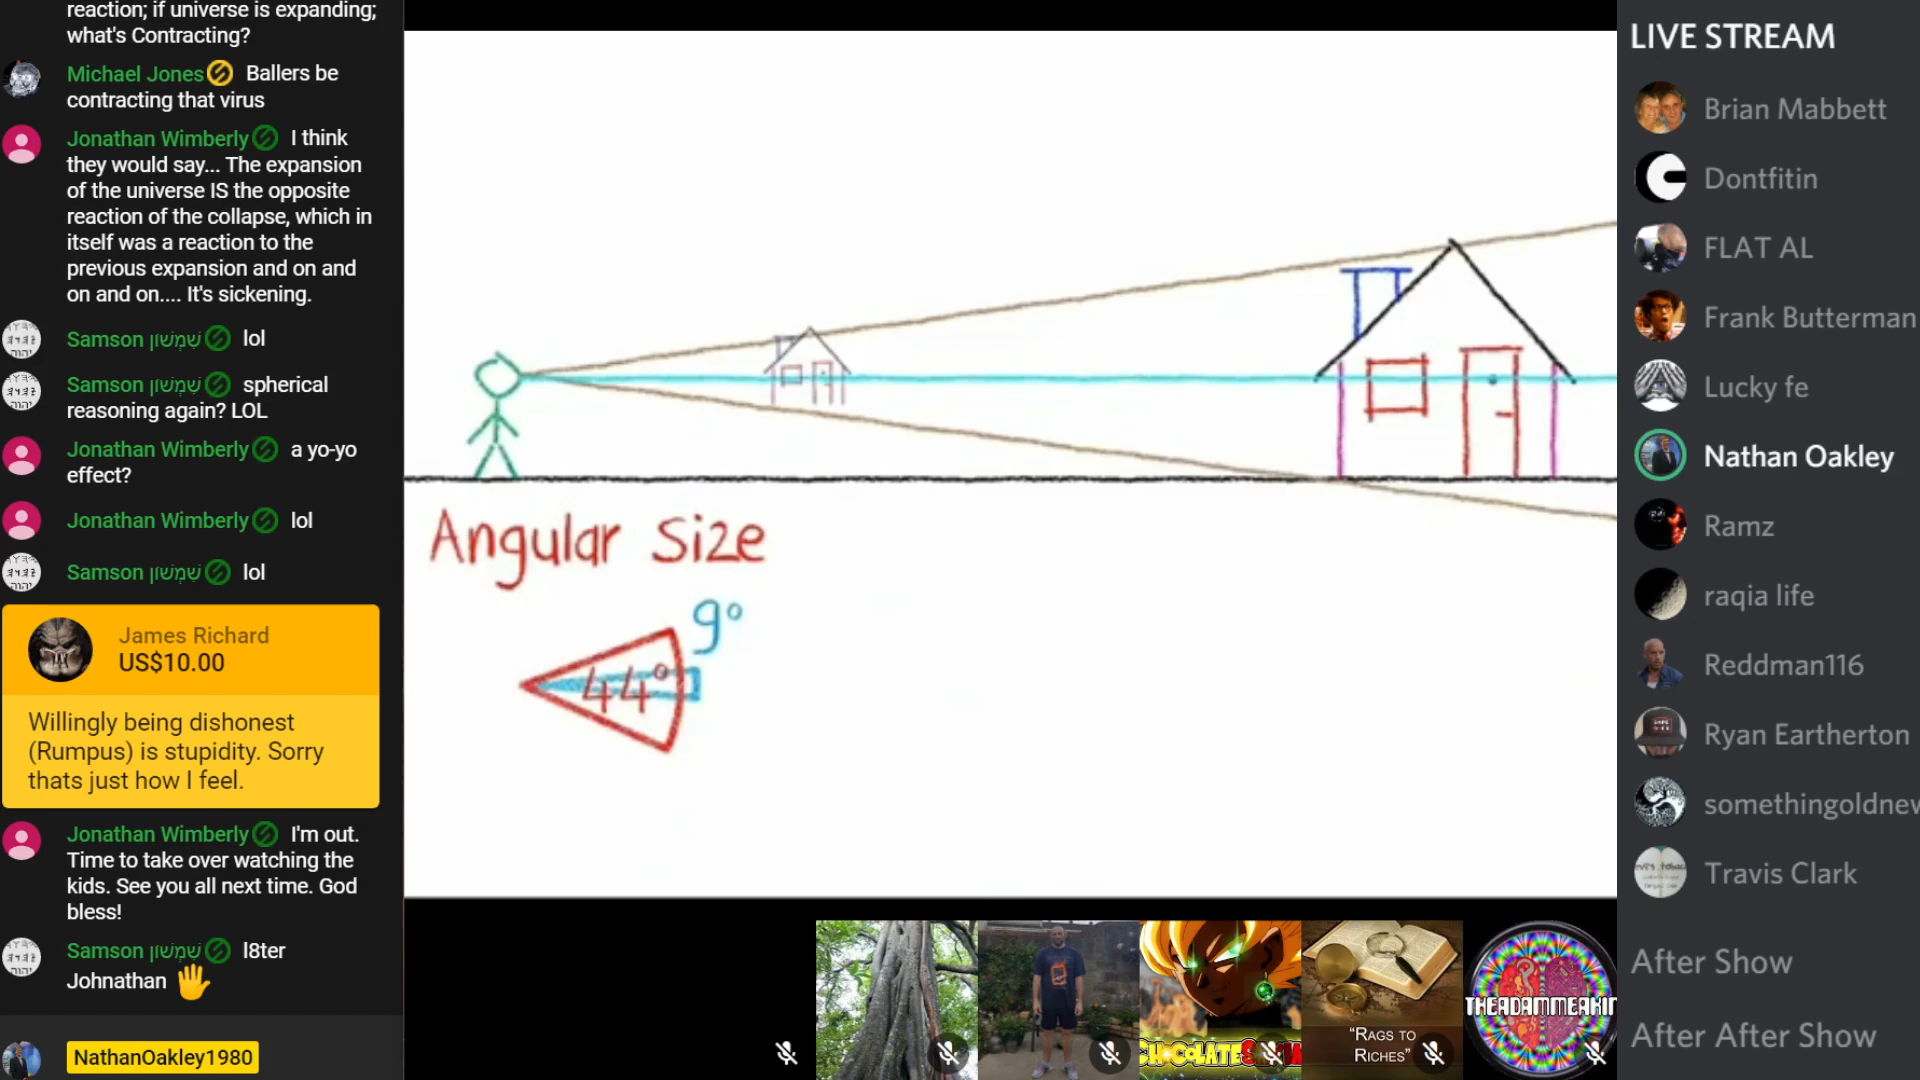 reaction; if universe is expanding;
what's Contracting?
Michael Jones Ballers be
contracting that virus
Jonathan Wimberly I think
they would say... The expansion
of the universe IS the opposite
reaction of the collapse, which in
itself was a reaction to the
previous expansion and on and
on and on.... It's sickening.
Samson שִׁמְשׁוֹן| lol
Samson שִׁמְשׁוֹן| spherical
reasoning again? LOL
Jonathan Wimberly a yo-yo
effect?
Jonathan Wimberly lol
Samson שִׁמְשׁוֹן| lol
James Richard
US$10.00
Willingly being dishonest
(Rumpus) is stupidity. Sorry
thats just how I feel.
Jonathan Wimberly I'm out.
Time to take over watching the
kids. See you all next time. God
bless!
Samson שִׁמְשׁוֹן| l8ter
Johnathan 🖐
NathanOakley1980
Angular Size
9°
44°
"RAGS TO
RICHES"
LIVE STREAM
Brian Mabbett
Dontfitin
FLAT AL
Frank Butterman
Lucky fe
Nathan Oakley
Ramz
raqia life
Reddman116
Ryan Eartherton
somethingoldnew
Travis Clark
After Show
After After Show